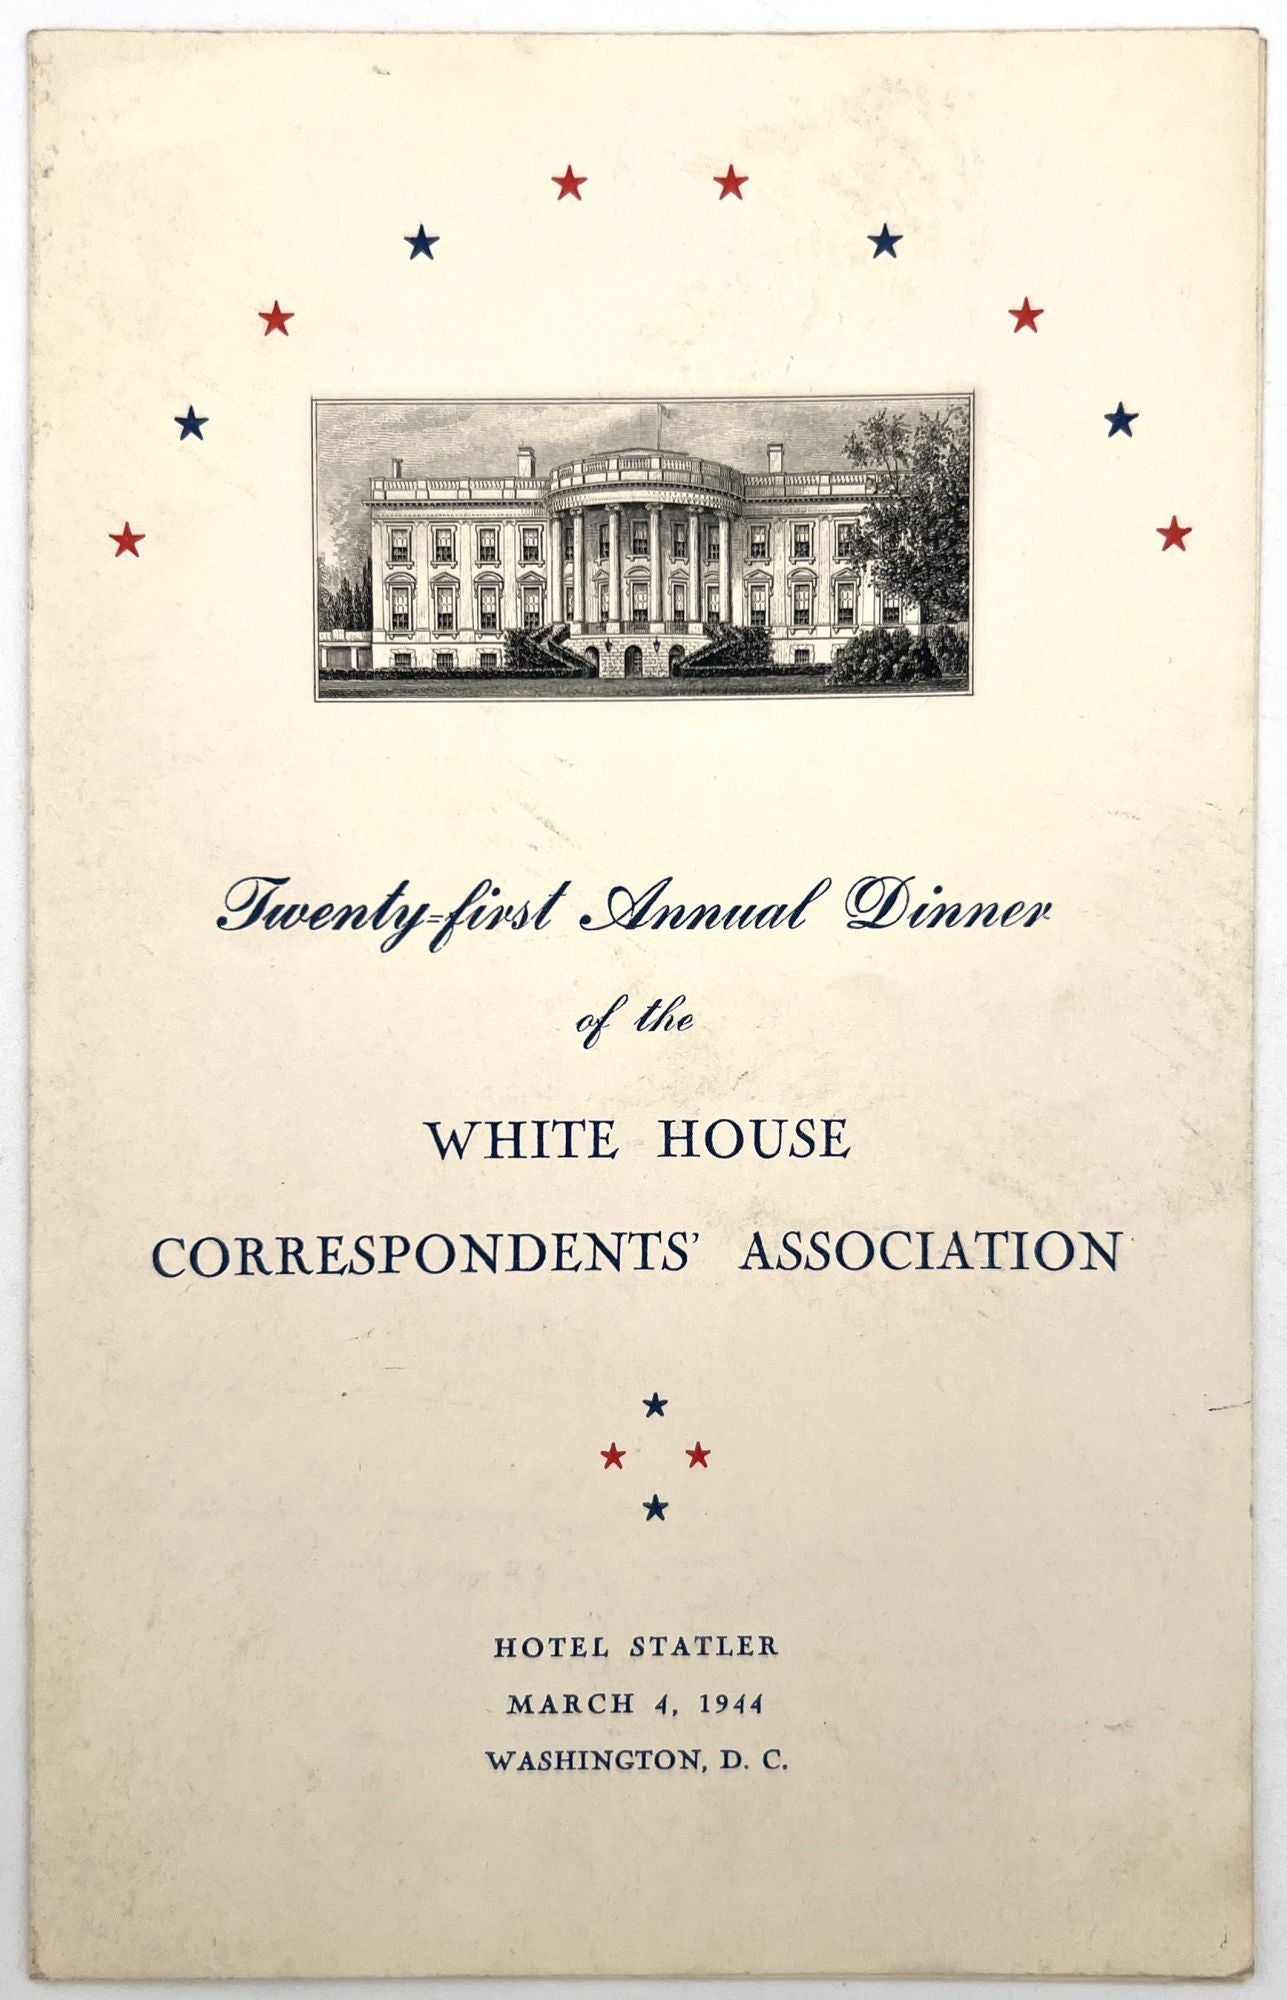 Twenty-first Annual Dinner
of the
WHITE HOUSE
CORRESPONDENTS' ASSOCIATION
HOTEL STATLER
MARCH 4, 1944
WASHINGTON, D. C.